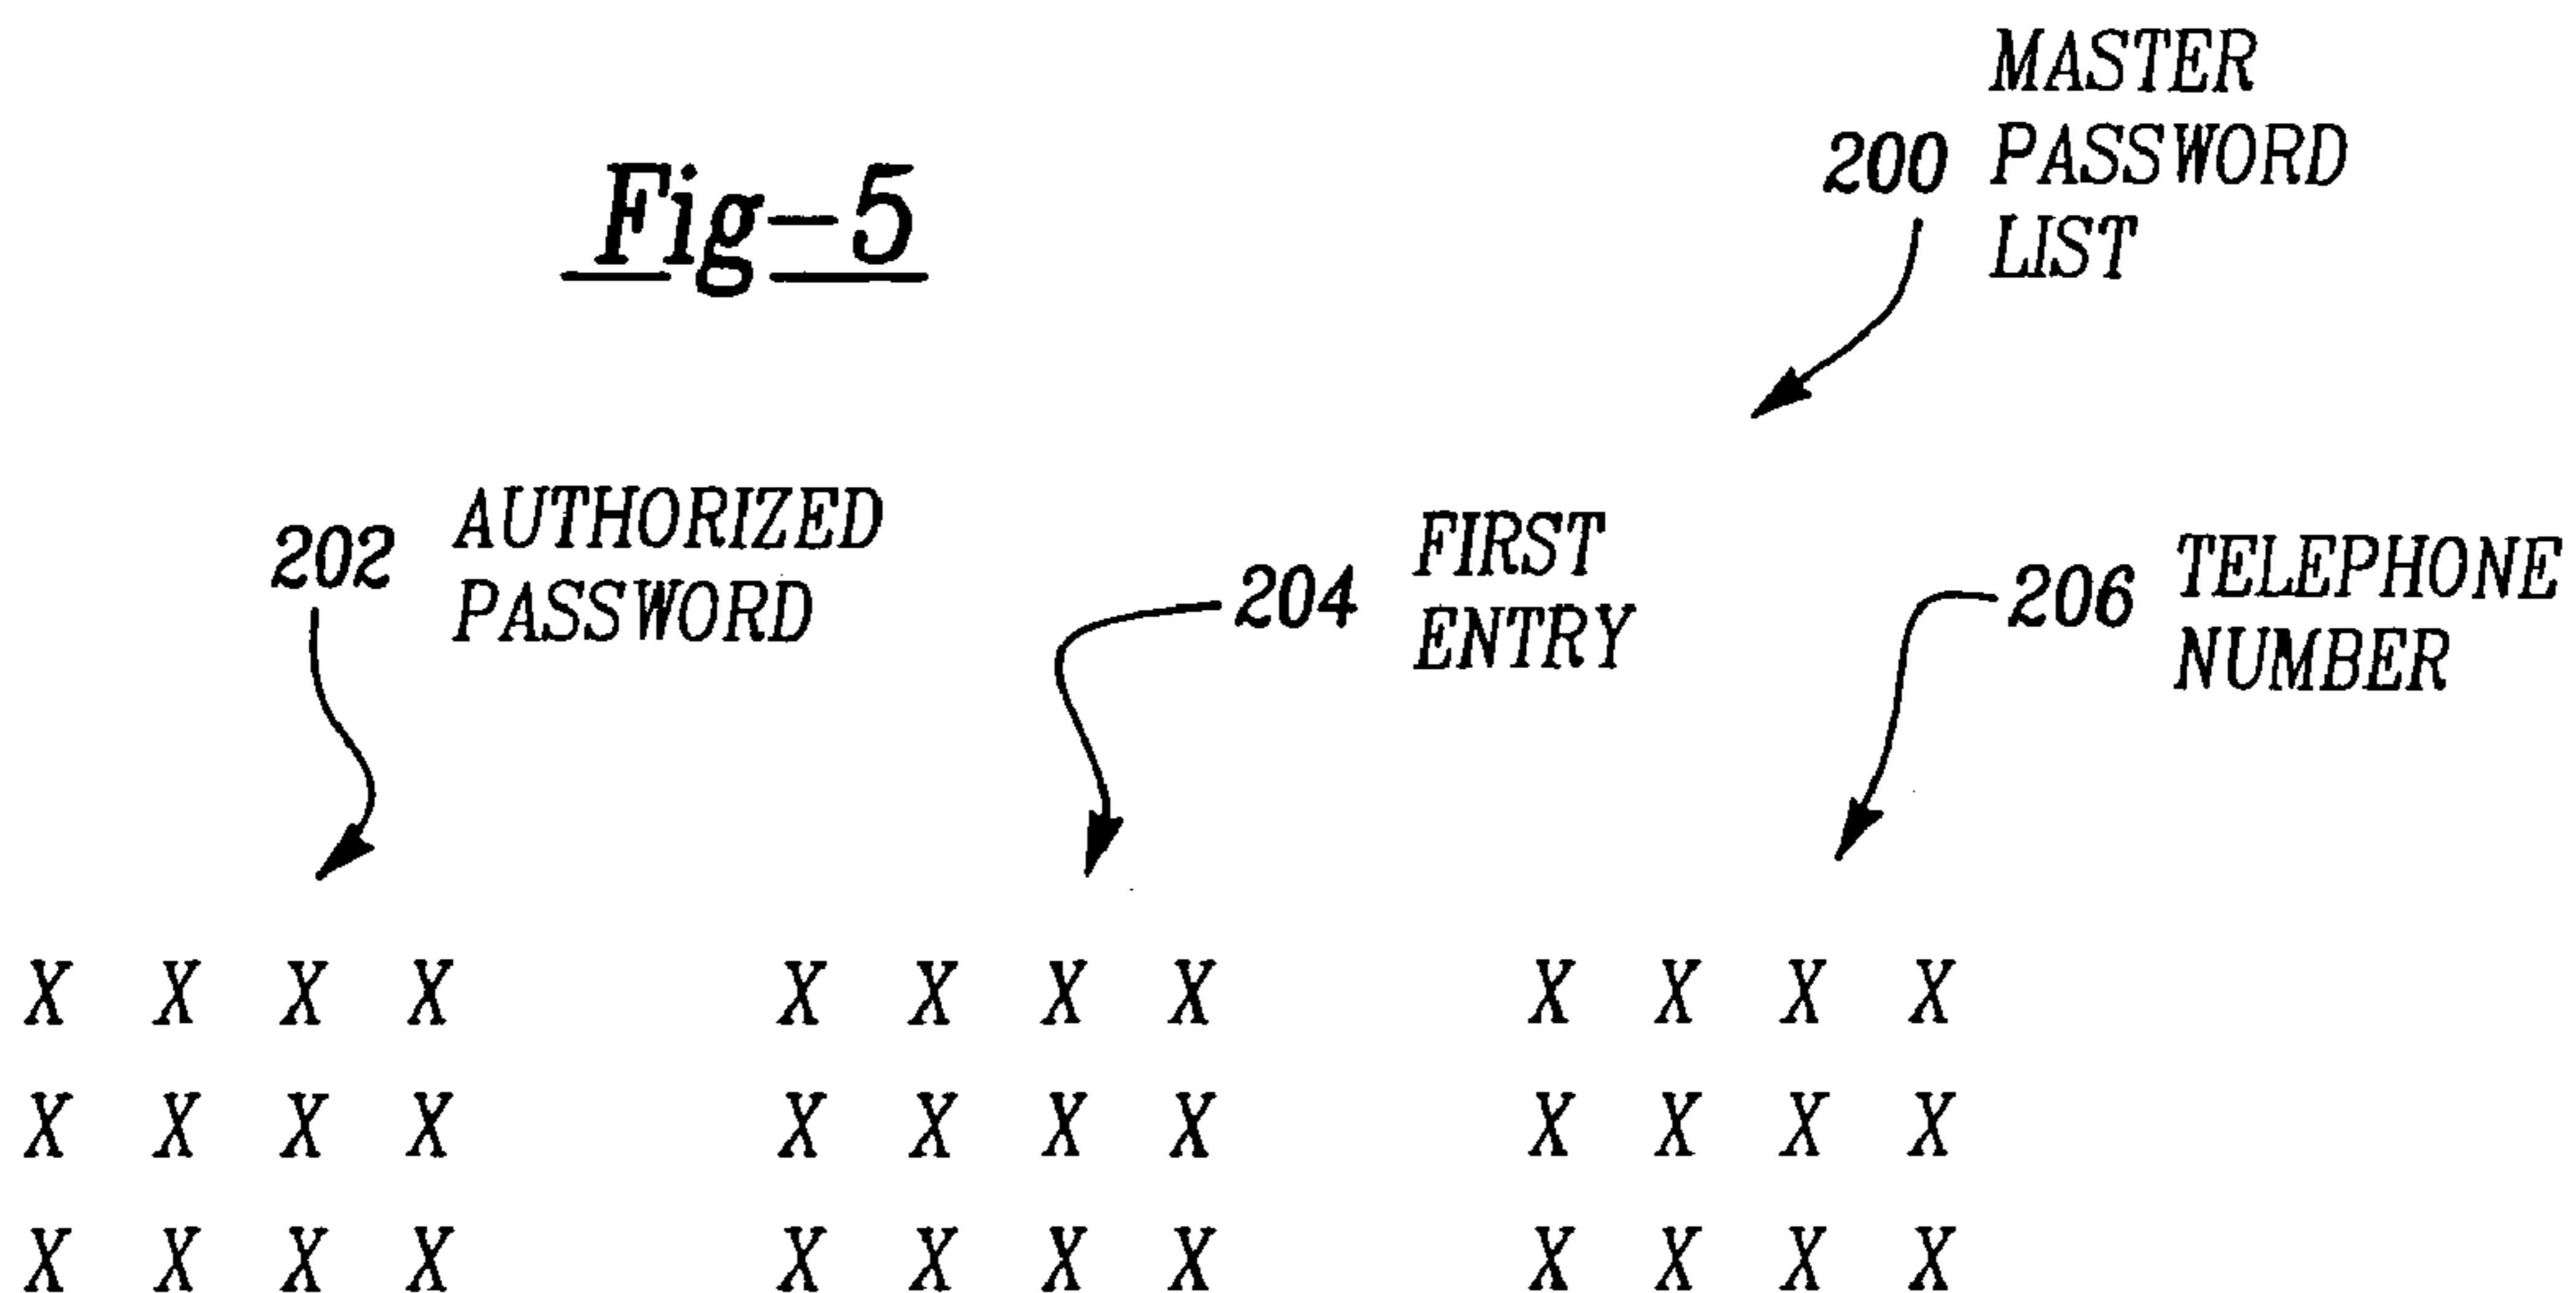 Fig-5
MASTER
200 PASSWORD
LIST
202 AUTHORIZED
PASSWORD
204 FIRST
ENTRY
206 TELEPHONE
NUMBER
X X X X X X X X X X X X
X X X X X X X X X X X X
X X X X X X X X X X X X